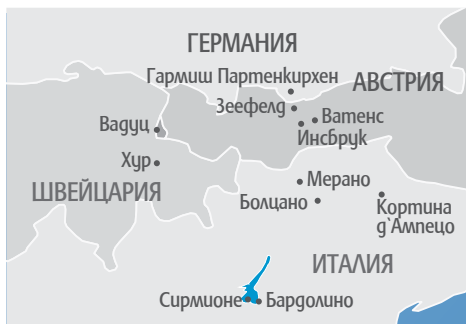 ГЕРМАНИЯ
Гармиш Партенкирхен
АВСТРИЯ
Зеефелд
Ватенс
Вадуц
Инсбрук
Хур
Мерано
ШВЕЙЦАРИЯ
Болцано
Кортина
д`Ампецо
ИТАЛИЯ
Сирмионе
Бардолино